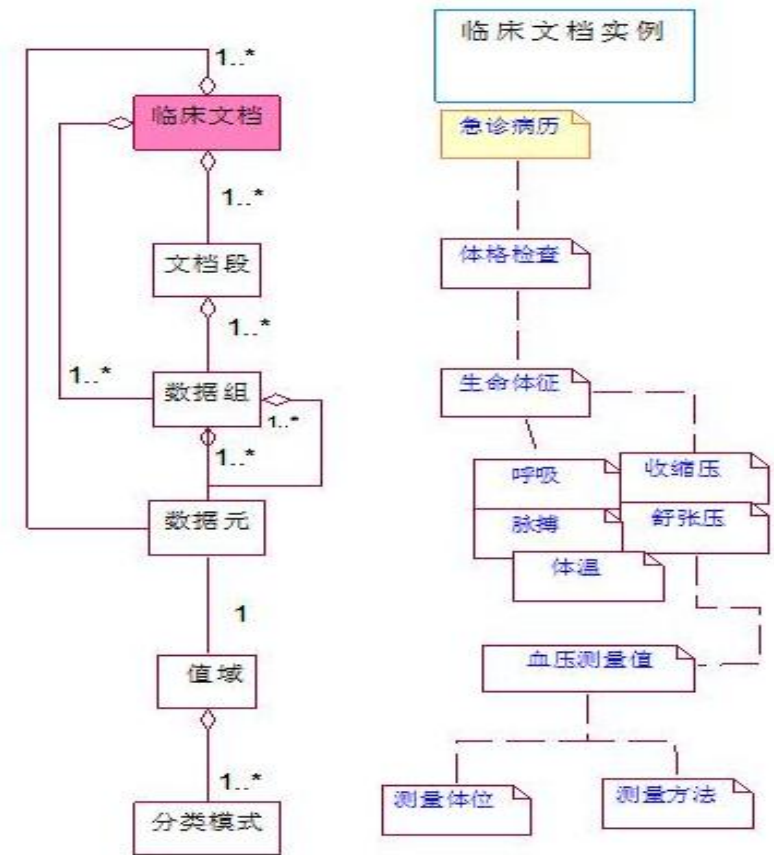 1..*
临床文档
1..*
文档段
1..*
1..*
数据组
1..*
1..*
数据元
1
值域
1..*
分类模式
临床文档实例
急诊病历
体格检查
生命体征
呼吸
收缩压
脉搏
舒张压
体温
血压测量值
测量体位
测量方法